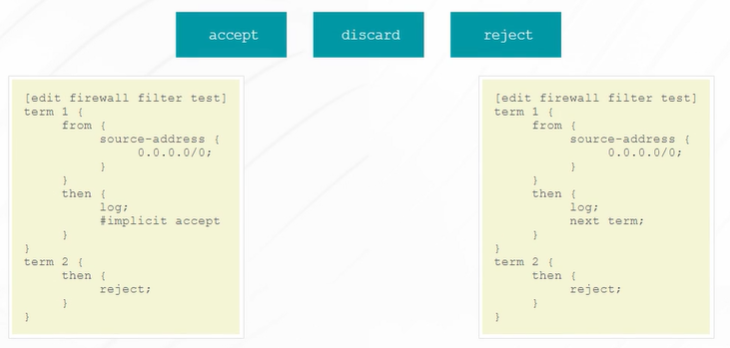 accept
discard
reject
[edit firewall filter test]
term 1 {
from {
source-address {
0.0.0.0/0;
}
}
then {
log;
#implicit accept
}
}
term 2 {
then {
reject;
}
}
[edit firewall filter test]
term 1 {
from {
source-address {
0.0.0.0/0;
}
}
then {
log;
next term;
}
}
term 2 {
then {
reject;
}
}